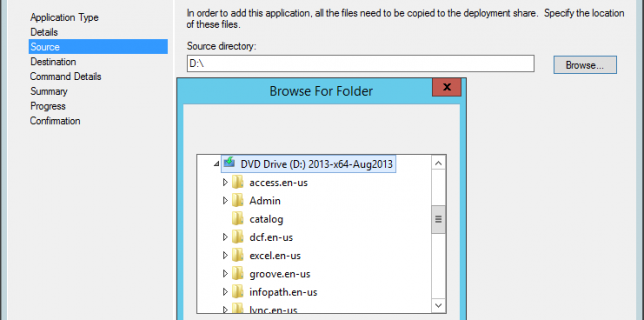 Application Type
Details
Source
Destination
Command Details
Summary
Progress
Confirmation
In order to add this application, all the files need to be copied to the deployment share. Specify the location
of these files.
Source directory:
D:\
Browse...
Browse For Folder
x
DVD Drive (D:) 2013-x64-Aug2013
access.en-us
Admin
catalog
dcf.en-us
excel.en-us
groove.en-us
infopath.en-us
lync.en-us